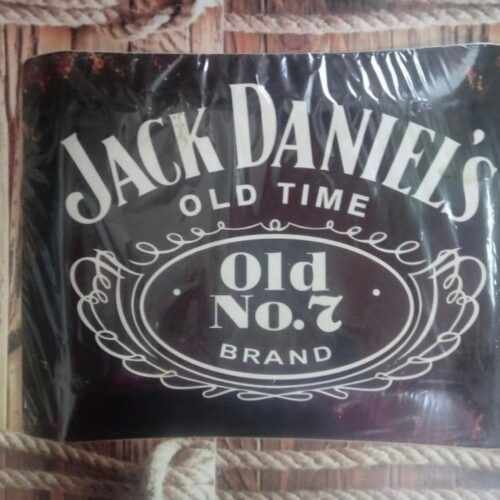 JACK DANIEL'S
OLD TIME
Old
No.7
BRAND